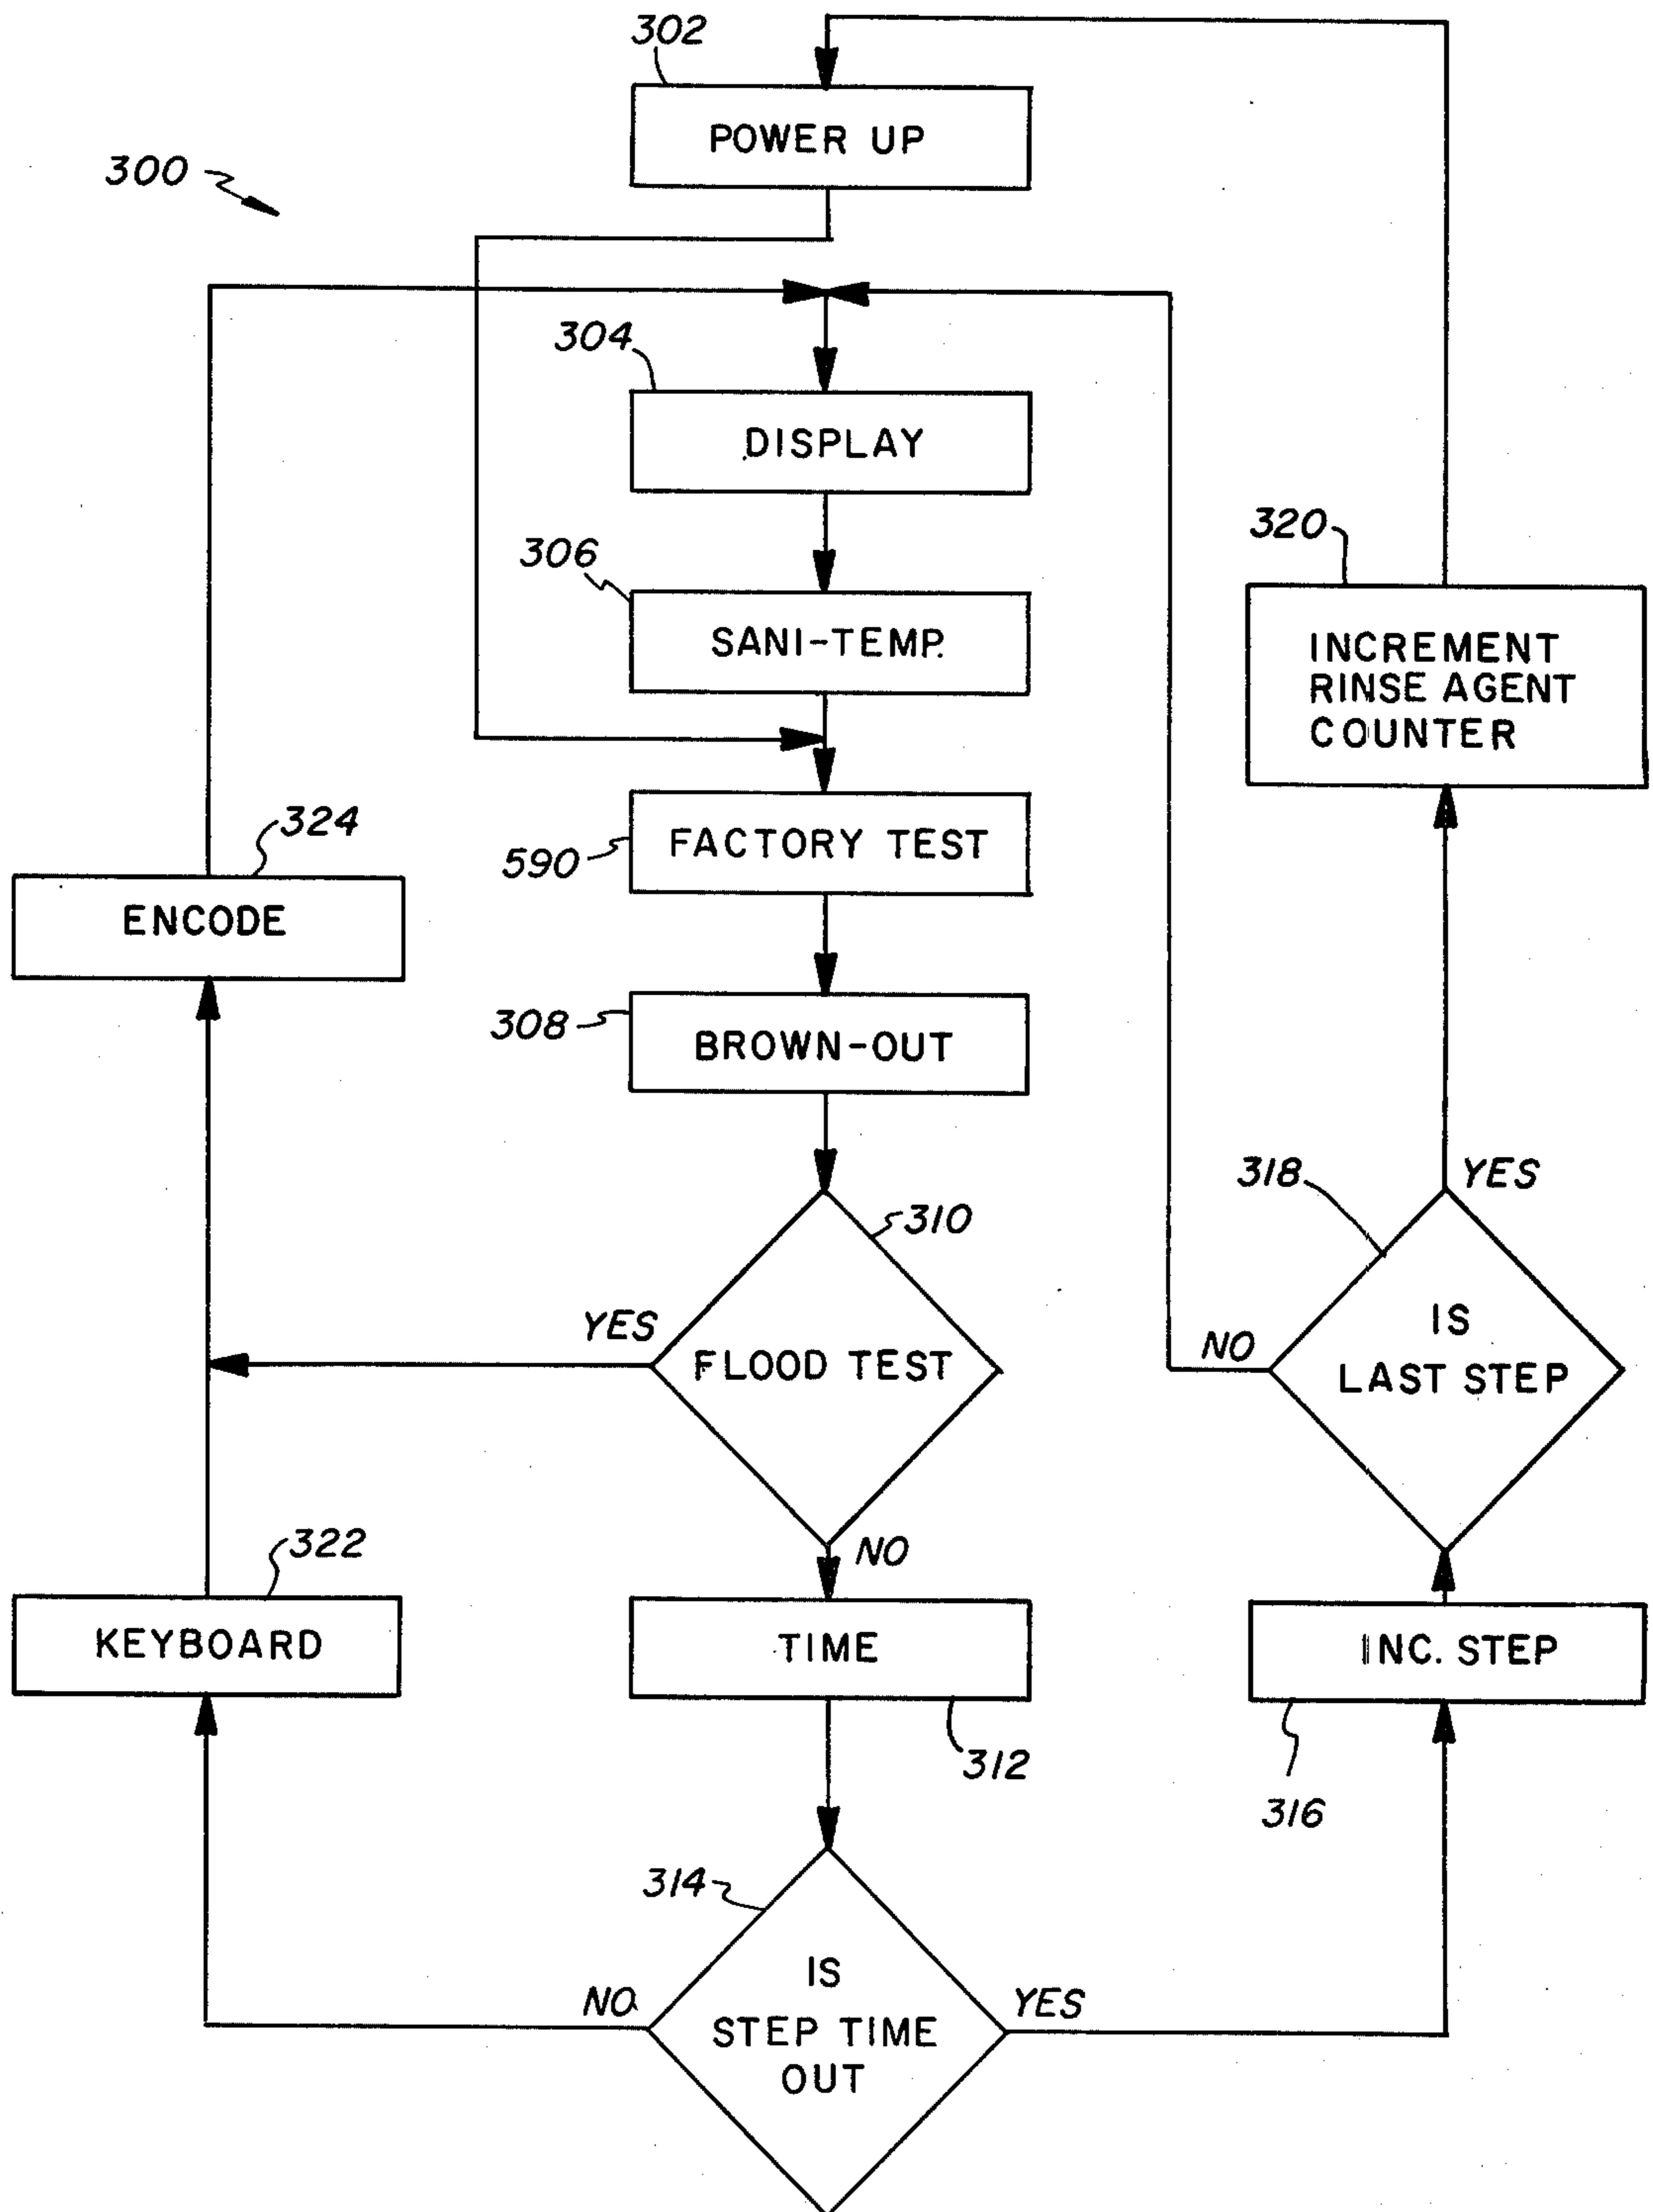 302
POWER UP
300
304
DISPLAY
306
SANI-TEMP.
320
INCREMENT
RINSE AGENT
COUNTER
324
ENCODE
590
FACTORY TEST
308
BROWN-OUT
310
YES
FLOOD TEST
NO
318
YES
IS
LAST STEP
NO
322
KEYBOARD
TIME
312
INC. STEP
316
314
NO
IS
STEP TIME
OUT
YES